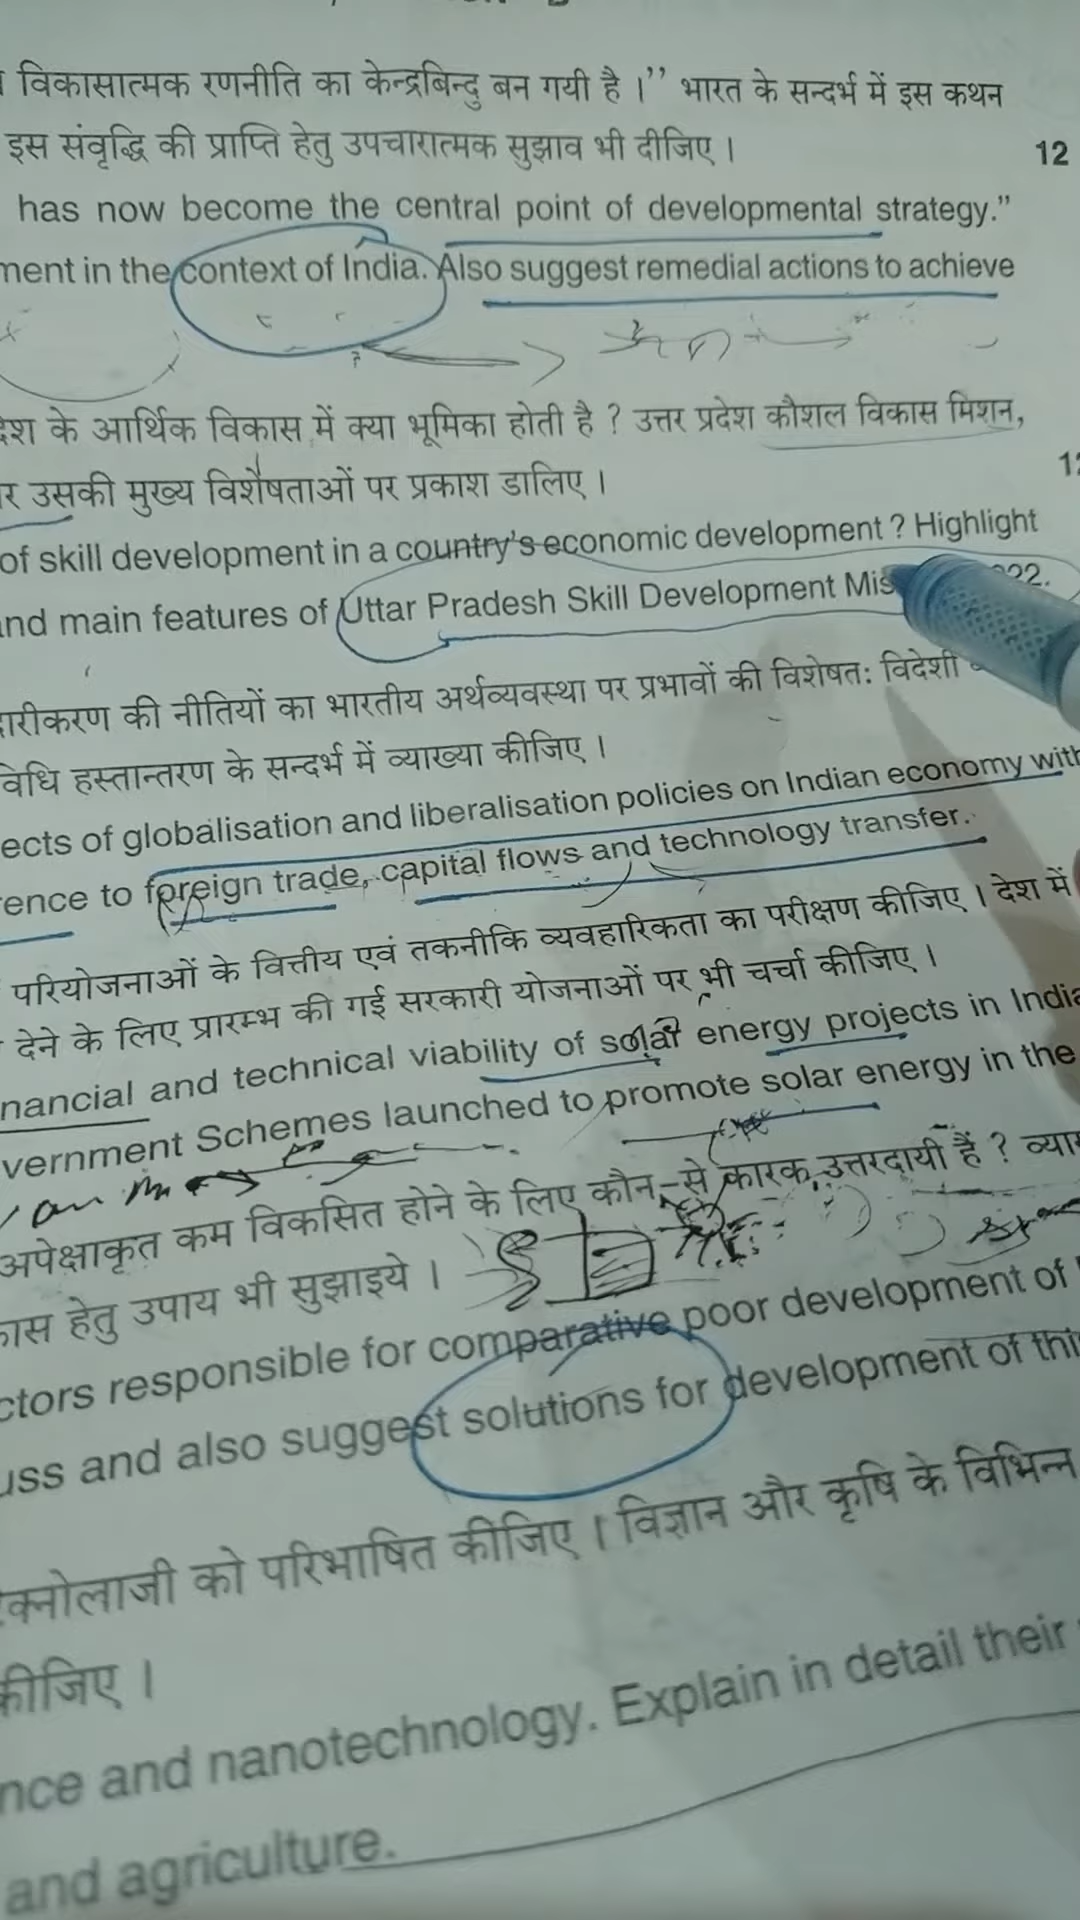 विकासात्मक रणनीति का केन्द्रबिन्दु बन गयी है ।’’ भारत के सन्दर्भ में इस कथन
इस संवृद्धि की प्राप्ति हेतु उपचारात्मक सुझाव भी दीजिए । 12
has now become the central point of developmental strategy.”
ment in the context of India. Also suggest remedial actions to achieve
देश के आर्थिक विकास में क्या भूमिका होती है ? उत्तर प्रदेश कौशल विकास मिशन,
उसकी मुख्य विशेषताओं पर प्रकाश डालिए ।
of skill development in a country's economic development ? Highlight
and main features of Uttar Pradesh Skill Development Mis 022.
दारीकरण की नीतियों का भारतीय अर्थव्यवस्था पर प्रभावों की विशेषत: विदेशी
विधि हस्तान्तरण के सन्दर्भ में व्याख्या कीजिए ।
ects of globalisation and liberalisation policies on Indian economy with
rence to foreign trade, capital flows and technology transfer.
परियोजनाओं के वित्तीय एवं तकनीकि व्यवहारिकता का परीक्षण कीजिए । देश में
देने के लिए प्रारम्भ की गई सरकारी योजनाओं पर भी चर्चा कीजिए ।
nancial and technical viability of solar energy projects in India
vernment Schemes launched to promote solar energy in the
अपेक्षाकृत कम विकसित होने के लिए कौन-से कारक उत्तरदायी हैं ? व्या
कास हेतु उपाय भी सुझाइये ।
ctors responsible for comparative poor development of
uss and also suggest solutions for development of thi
क्नोलाजी को परिभाषित कीजिए । विज्ञान और कृषि के विभिन्न
कीजिए ।
nce and nanotechnology. Explain in detail their
and agriculture.